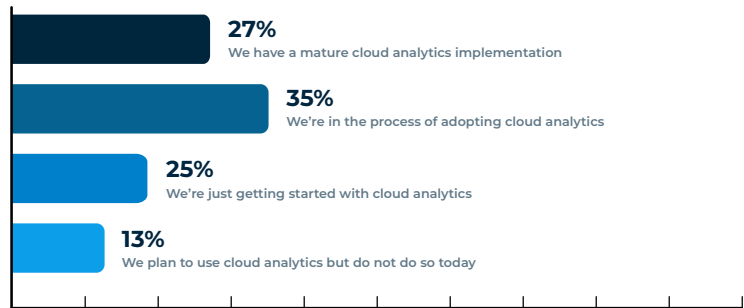 27%
We have a mature cloud analytics implementation
35%
We’re in the process of adopting cloud analytics
25%
We’re just getting started with cloud analytics
13%
We plan to use cloud analytics but do not do so today